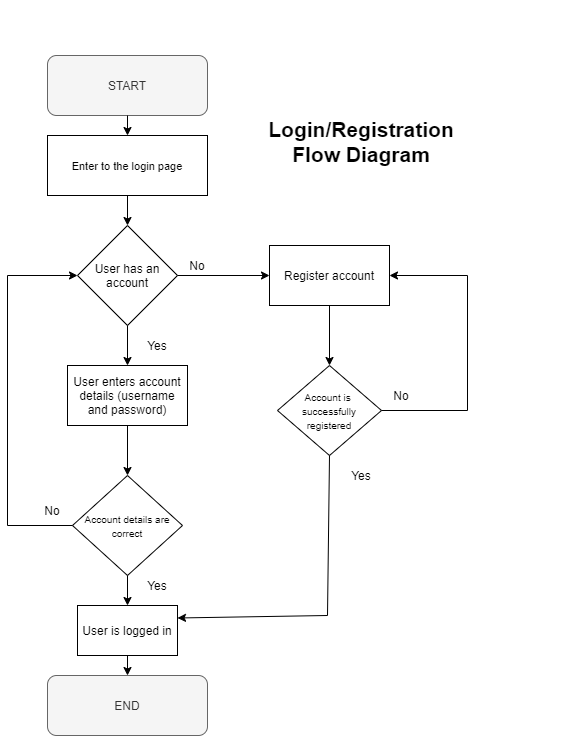 START
Login/Registration
Flow Diagram
Enter to the login page
User has an
account
No
Register account
Yes
User enters account
details (username
and password)
Account is
successfully
registered
No
Yes
No
Account details are
correct
Yes
User is logged in
END